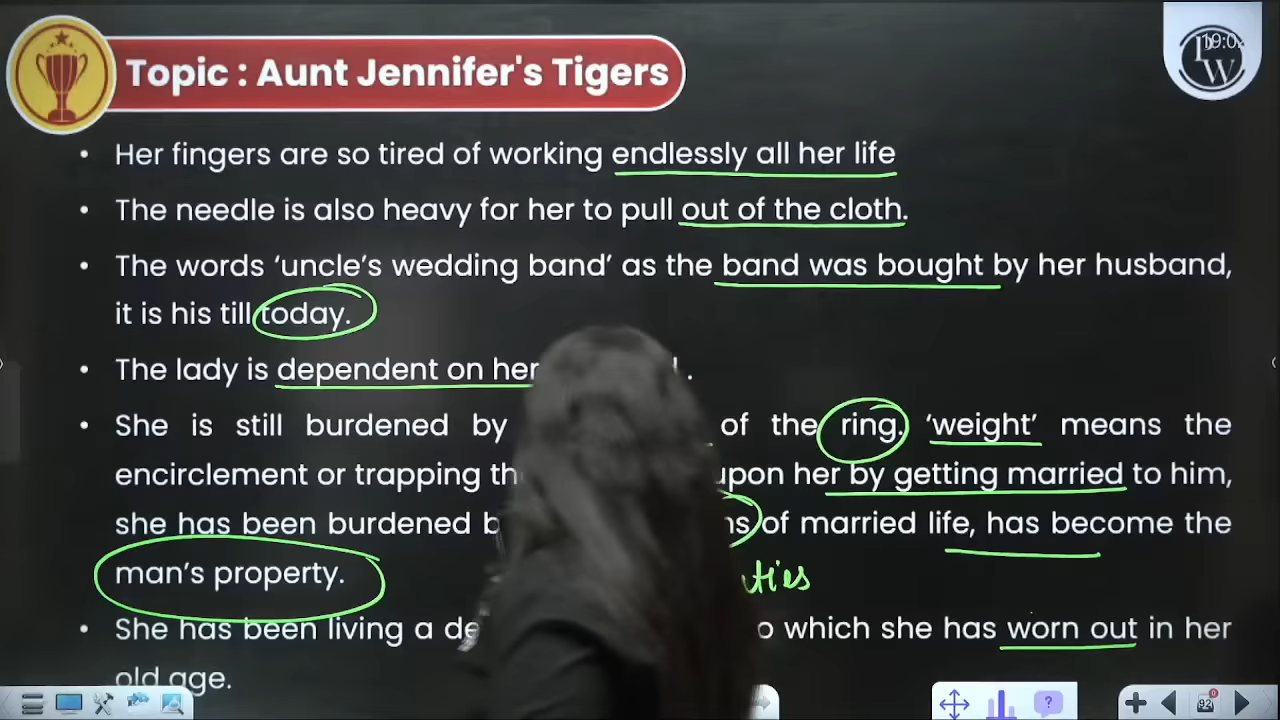 Topic : Aunt Jennifer's Tigers
19:02
W
• Her fingers are so tired of working endlessly all her life
• The needle is also heavy for her to pull out of the cloth.
• The words ‘uncle’s wedding band’ as the band was bought by her husband,
it is his till today.
• The lady is dependent on her .
• She is still burdened by of the ring. ‘weight’ means the
encirclement or trapping upon her by getting married to him,
she has been burdened of married life, has become the
man’s property.
• She has been living a which she has worn out in her
old age.
92